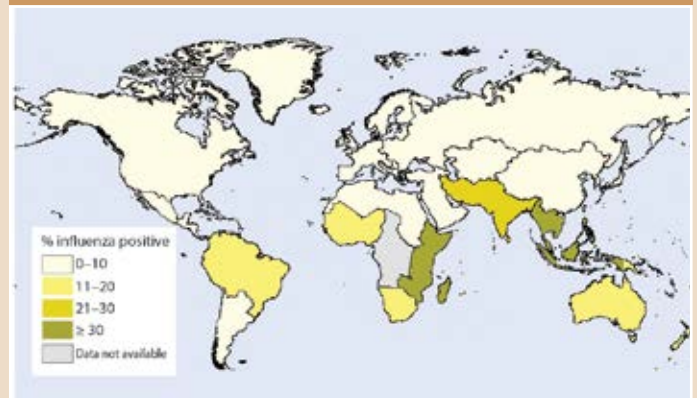 % influenza positive
0–10
11–20
21–30
≥ 30
Data not available